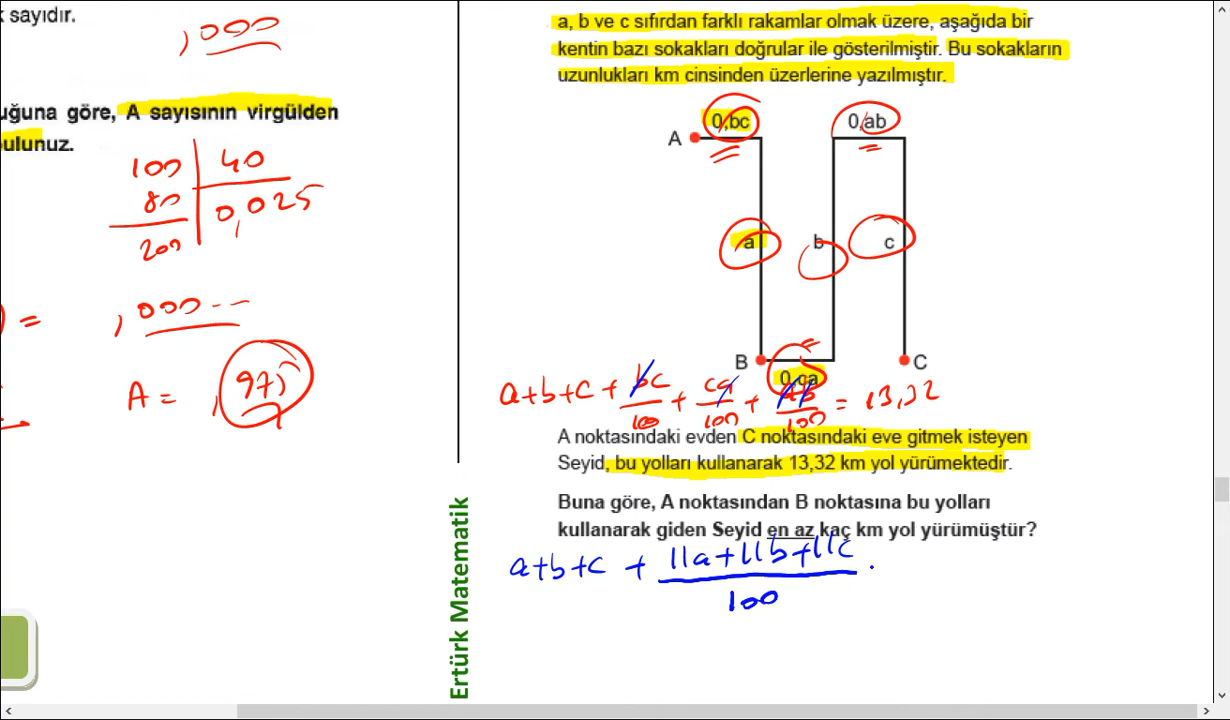 sayıdır.
,000
uğuna göre, A sayısının virgülden
ulunuz.
100 40
80 0,025
200
= ,000...
A = ,975
Ertürk Matematik
a, b ve c sıfırdan farklı rakamlar olmak üzere, aşağıda bir
kentin bazı sokakları doğrular ile gösterilmiştir. Bu sokakların
uzunlukları km cinsinden üzerlerine yazılmıştır.
A 0,bc 0,ab
a b c
B 0,ca C
a+b+c + bc/100 + ca/100 + ab/100 = 13,32
A noktasındaki evden C noktasındaki eve gitmek isteyen
Seyid, bu yolları kullanarak 13,32 km yol yürümektedir.
Buna göre, A noktasından B noktasına bu yolları
kullanarak giden Seyid en az kaç km yol yürümüştür?
a+b+c + 11a+11b+11c/100